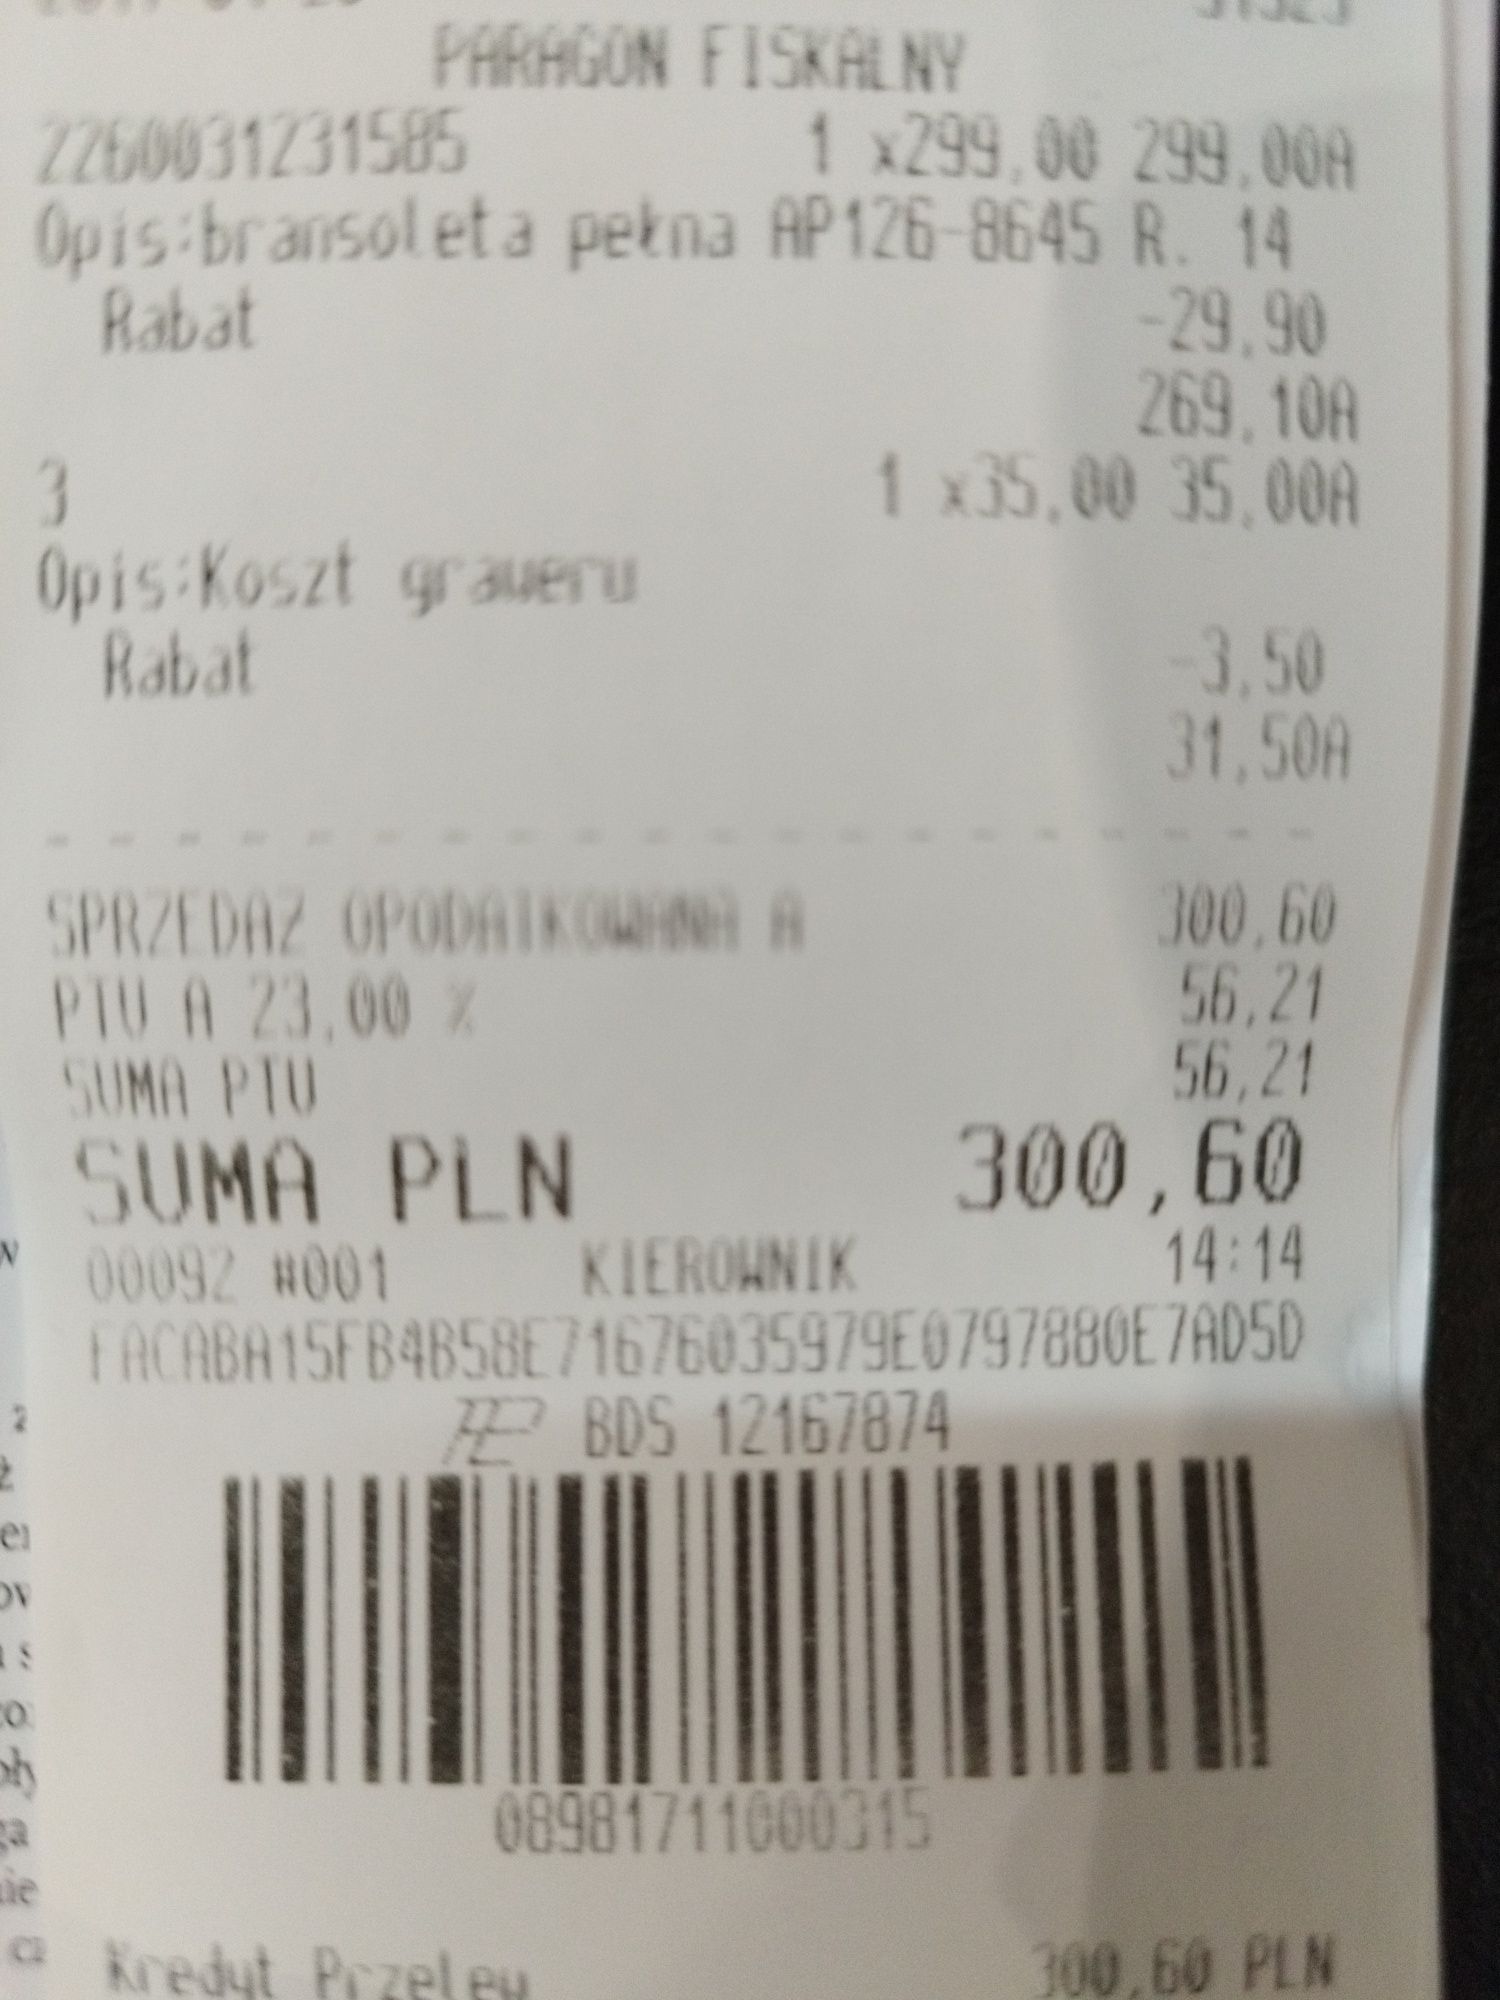 PARAGON FISKALNY
2260031231585 1 x299,00 299,00A
Opis:bransoleta pełna AP126-8645 R. 14
Rabat -29,90
269,10A
3 1 x35,00 35,00A
Opis:Koszt graweru
Rabat -3,50
31,50A
SPRZEDAZ OPODATKOWANA A 300,60
PTU A 23,00 % 56,21
SUMA PTU 56,21
SUMA PLN 300,60
00092 #001 KIEROWNIK 14:14
FACABA15FB4B58E71676035979E0797880E7AD5D
BDS 12167874
08981711000315
Kredyt Przelew 300,60 PLN